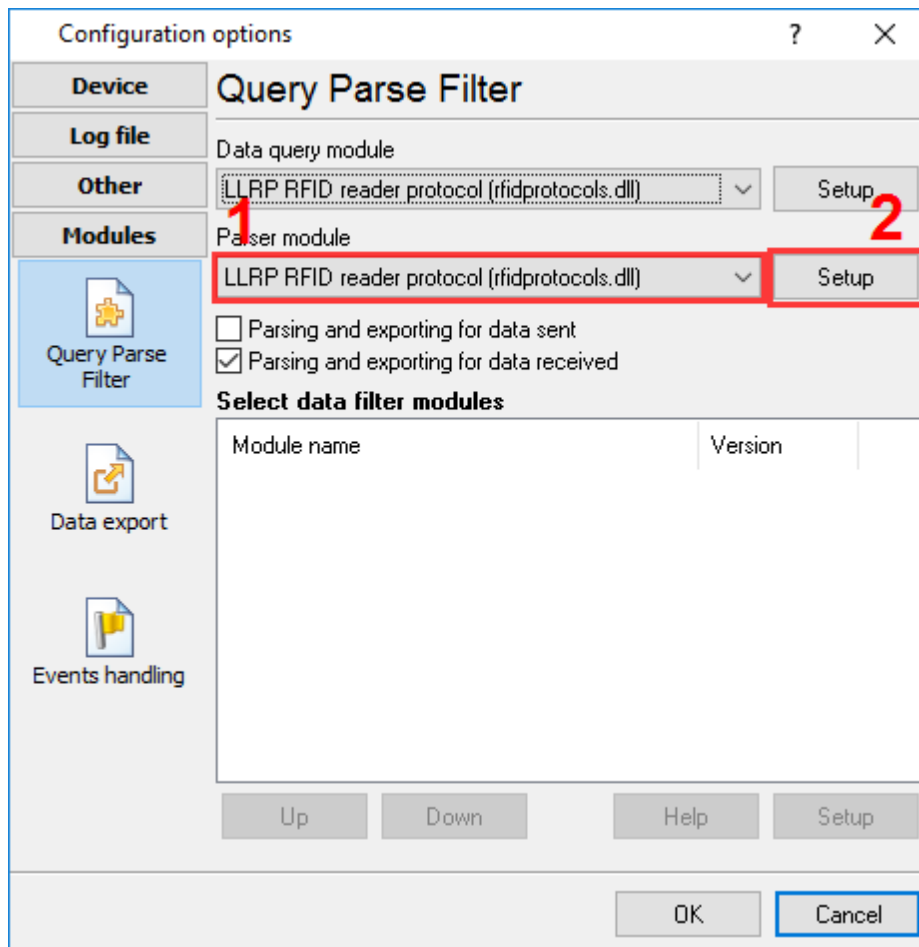 Configuration options
?
Device
Query Parse Filter
Log file
Data query module
Other
LLRP RFID reader protocol (rfidprotocols.dll)
Setup
1
2
Modules
Parser module
LLRP RFID reader protocol (rfidprotocols.dll)
Setup
Parsing and exporting for data sent
Query Parse
Filter
Parsing and exporting for data received
Select data filter modules
Module name
Version
Data export
Events handling
Up
Down
Help
Setup
OK
Cancel